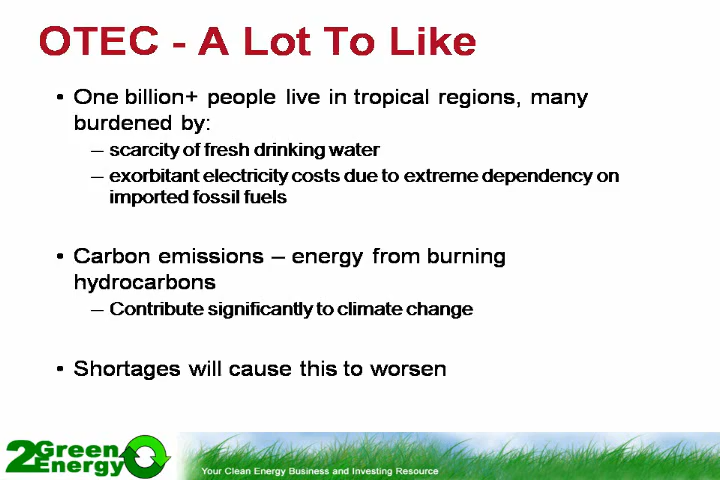 OTEC - A Lot To Like
• One billion+ people live in tropical regions, many
burdened by:
– scarcity of fresh drinking water
– exorbitant electricity costs due to extreme dependency on
imported fossil fuels
• Carbon emissions – energy from burning
hydrocarbons
– Contribute significantly to climate change
• Shortages will cause this to worsen
2Green
Energy
Your Clean Energy Business and Investing Resource